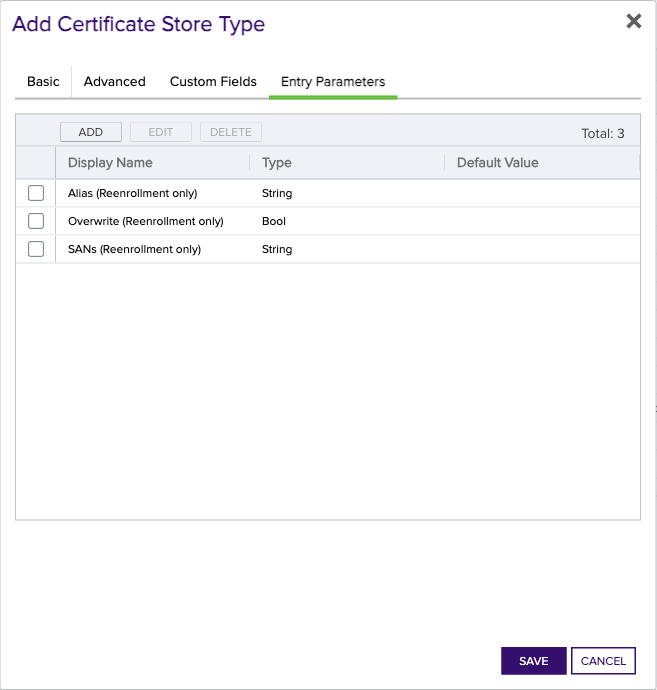 Add Certificate Store Type
Basic Advanced Custom Fields Entry Parameters
ADD EDIT DELETE Total: 3
Display Name Type Default Value
Alias (Reenrollment only) String
Overwrite (Reenrollment only) Bool
SANs (Reenrollment only) String
SAVE CANCEL